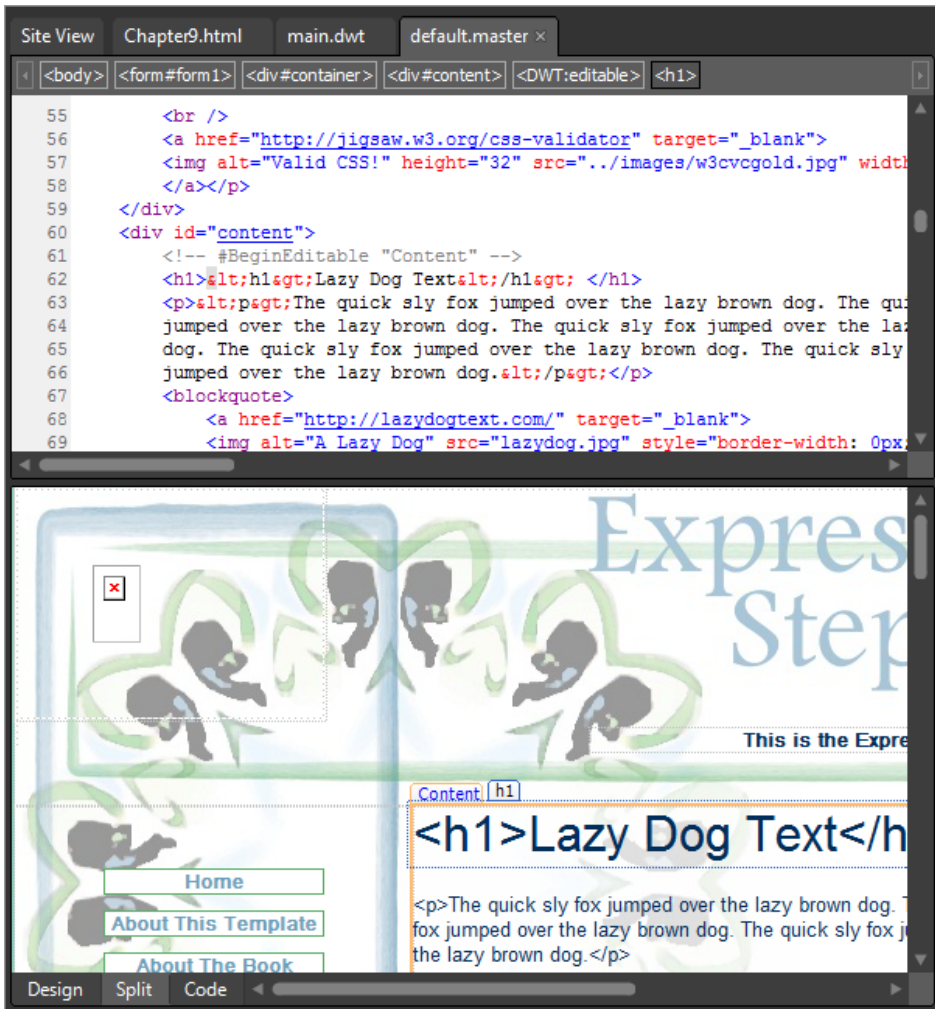 Site View Chapter9.html main.dwt default.master ×
<body> <form#form1> <div#container> <div#content> <DWT:editable> <h1>
55 <br />
56 <a href="http://jigsaw.w3.org/css-validator" target="_blank">
57 <img alt="Valid CSS!" height="32" src="../images/w3cvcgold.jpg" width
58 </a></p>
59 </div>
60 <div id="content">
61 <!-- #BeginEditable "Content" -->
62 <h1>&lt;h1&gt;Lazy Dog Text&lt;/h1&gt; </h1>
63 <p>&lt;p&gt;The quick sly fox jumped over the lazy brown dog. The qui
64 jumped over the lazy brown dog. The quick sly fox jumped over the laz
65 dog. The quick sly fox jumped over the lazy brown dog. The quick sly
66 jumped over the lazy brown dog.&lt;/p&gt;</p>
67 <blockquote>
68 <a href="http://lazydogtext.com/" target="_blank">
69 <img alt="A Lazy Dog" src="lazydog.jpg" style="border-width: 0px;
Expres
Step
This is the Expre
Content h1
<h1>Lazy Dog Text</h
Home
About This Template
About The Book
<p>The quick sly fox jumped over the lazy brown dog. T
fox jumped over the lazy brown dog. The quick sly fox ju
the lazy brown dog.</p>
Design Split Code